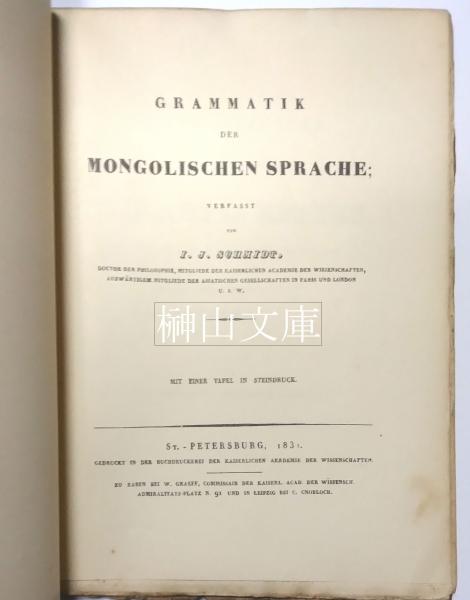 GRAMMATIK
DER
MONGOLISCHEN SPRACHE;
VERFASST
VON
I. J. SCHMIDT,
DOCTOR DER PHILOSOPHIE, MITGLIEDE DER KAISERLICHEN ACADEMIE DER WISSENSCHAFTEN,
AUSWÄRTIGEM MITGLIEDE DER ASIATISCHEN GESELLSCHAFTEN IN PARIS UND LONDON
U. S. W.
榊山文庫
MIT EINER TAFEL IN STEINDRUCK.
ST.-PETERSBURG, 1831.
GEDRUCKT IN DER BUCHDRUCKEREI DER KAISERLICHEN AKADEMIE DER WISSENSCHAFTEN.
ZU HABEN BEI W. GRAEFF, COMMISSAIR DER KAISERL. ACAD. DER WISSENSCH.
ADMIRALITATS-PLATZ N. 91 UND IN LEIPZIG BEI C. CNOBLOCH.